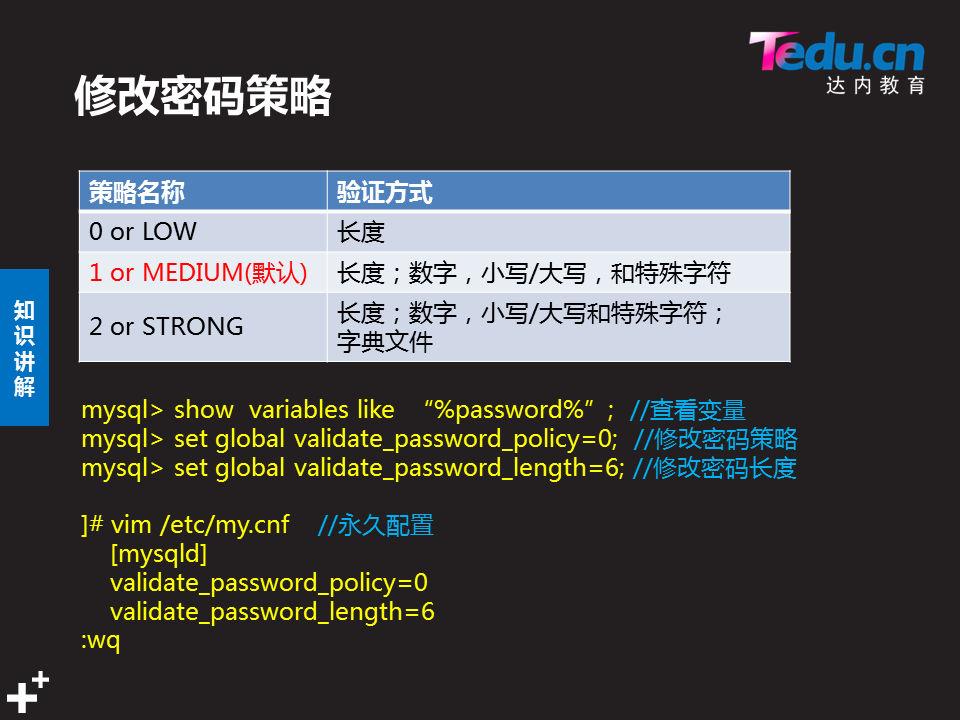 Tedu.cn
达内教育
修改密码策略
策略名称 验证方式
0 or LOW 长度
1 or MEDIUM(默认) 长度；数字，小写/大写，和特殊字符
2 or STRONG 长度；数字，小写/大写和特殊字符；
字典文件
知识讲解
mysql> show variables like “%password%”; //查看变量
mysql> set global validate_password_policy=0; //修改密码策略
mysql> set global validate_password_length=6; //修改密码长度
]# vim /etc/my.cnf //永久配置
[mysqld]
validate_password_policy=0
validate_password_length=6
:wq